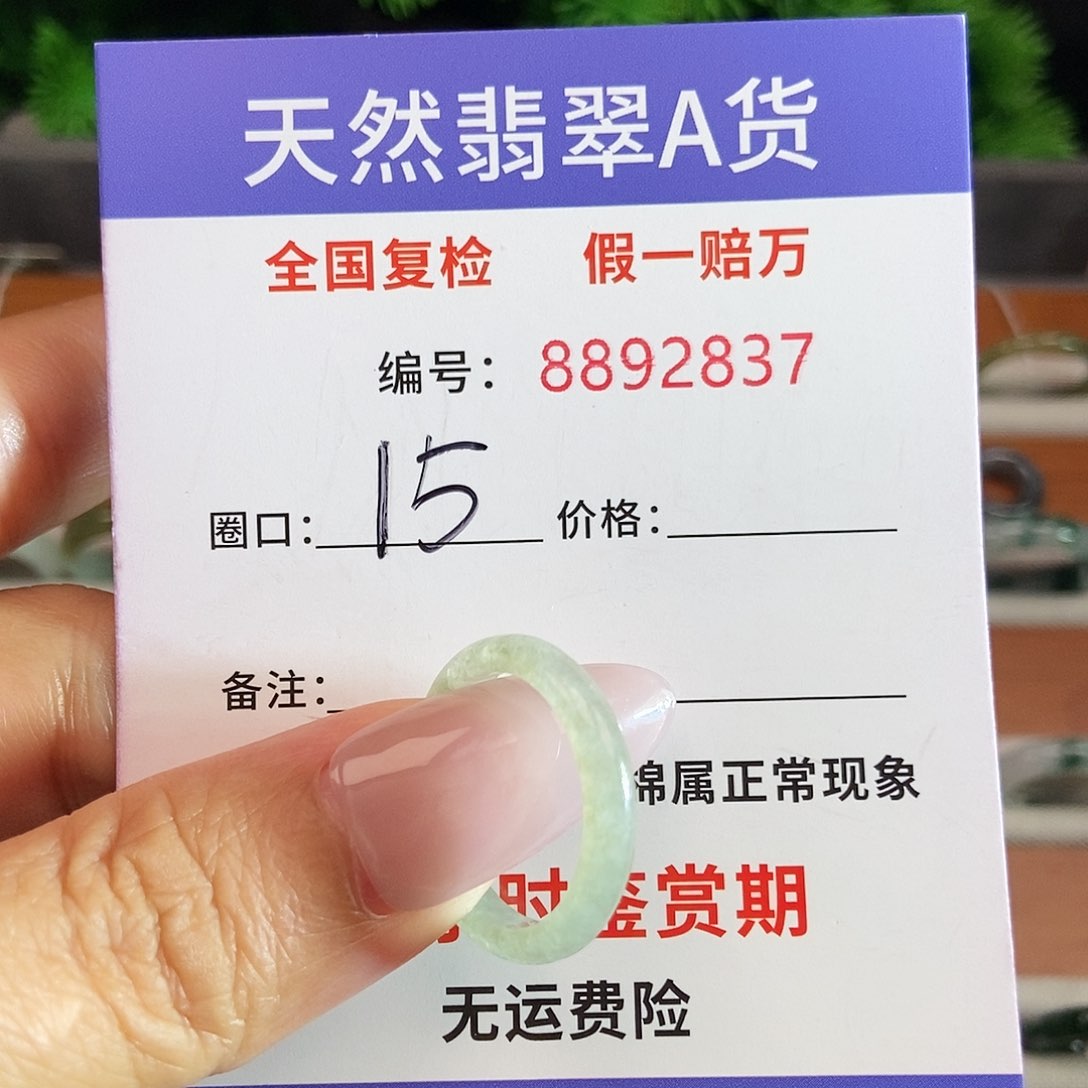 天然翡翠A货
全国复检 假一赔万
编号：8892837
圈口：15 价格：
备注：
棉属正常现象
时鉴赏期
无运费险